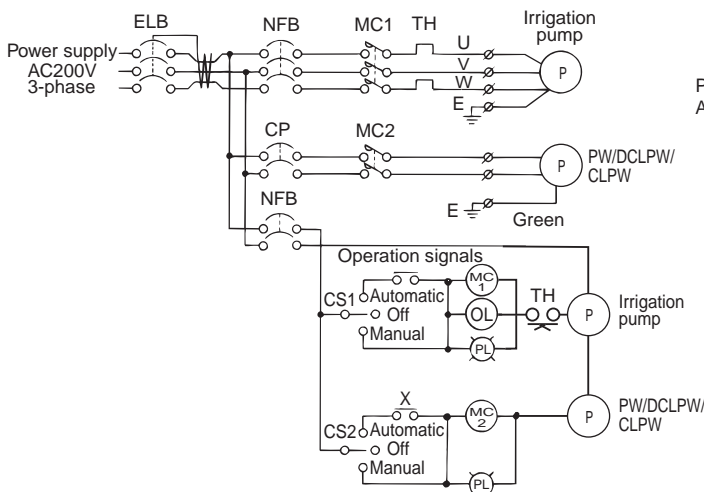 ELB
NFB
MC1
TH
Irrigation
pump
Power supply
AC200V
3-phase
U
V
W
E
P
P
A
CP
MC2
P
PW/DCLPW/
CLPW
NFB
E
Green
Operation signals
CS1
Automatic
Off
Manual
MC
1
OL
PL
TH
P
Irrigation
pump
X
CS2
Automatic
Off
Manual
MC
2
PL
P
PW/DCLPW/
CLPW